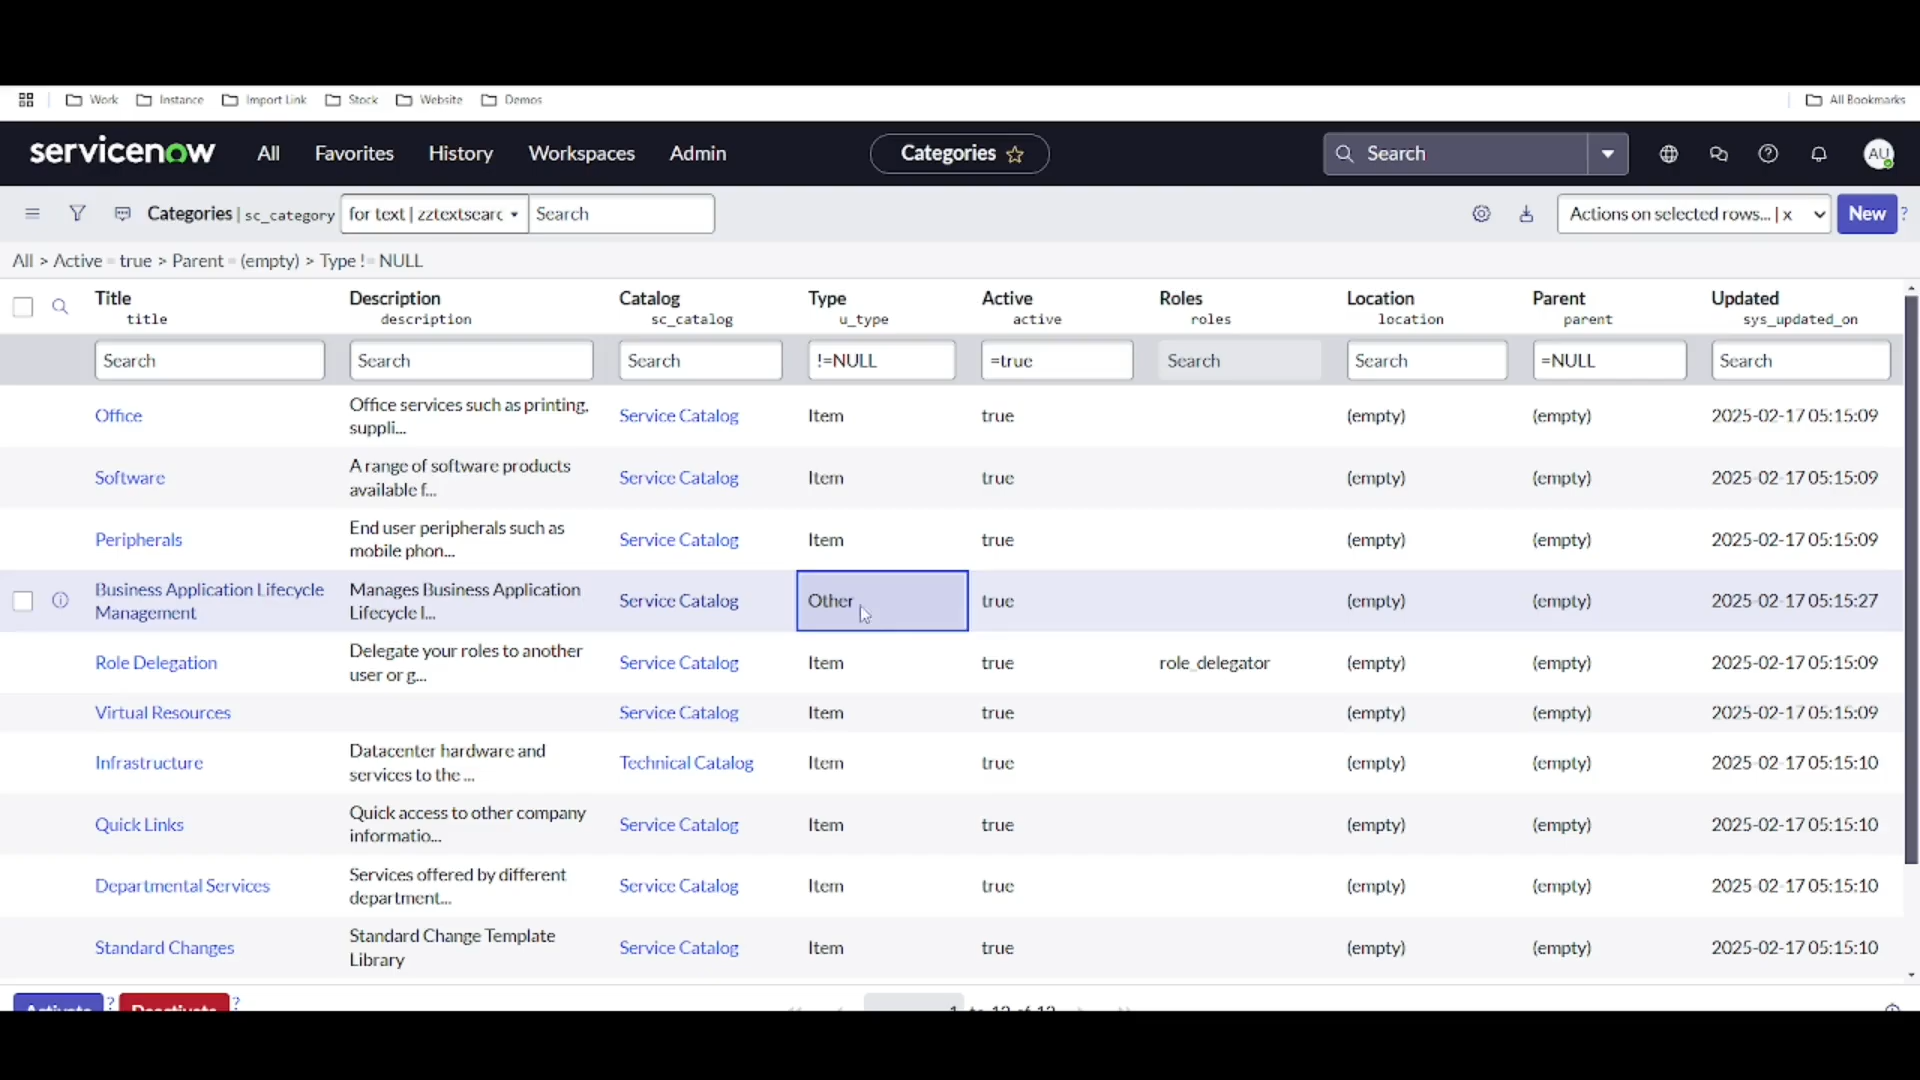 Work Instance Import Link Stock Website Demos All Bookmarks
servicenow All Favorites History Workspaces Admin Categories Search AU
Categories | sc_category for text | zztextsearc Search Actions on selected rows... | x New ?
All > Active = true > Parent = (empty) > Type != NULL
Title Description Catalog Type Active Roles Location Parent Updated
title description sc_catalog u_type active roles location parent sys_updated_on
Search Search Search !=NULL =true Search Search =NULL Search
Office Office services such as printing, suppli... Service Catalog Item true (empty) (empty) 2025-02-17 05:15:09
Software A range of software products available f... Service Catalog Item true (empty) (empty) 2025-02-17 05:15:09
Peripherals End user peripherals such as mobile phon... Service Catalog Item true (empty) (empty) 2025-02-17 05:15:09
Business Application Lifecycle Management Manages Business Application Lifecycle I... Service Catalog Other true (empty) (empty) 2025-02-17 05:15:27
Role Delegation Delegate your roles to another user or g... Service Catalog Item true role_delegator (empty) (empty) 2025-02-17 05:15:09
Virtual Resources Service Catalog Item true (empty) (empty) 2025-02-17 05:15:09
Infrastructure Datacenter hardware and services to the ... Technical Catalog Item true (empty) (empty) 2025-02-17 05:15:10
Quick Links Quick access to other company informatio... Service Catalog Item true (empty) (empty) 2025-02-17 05:15:10
Departmental Services Services offered by different department... Service Catalog Item true (empty) (empty) 2025-02-17 05:15:10
Standard Changes Standard Change Template Library Service Catalog Item true (empty) (empty) 2025-02-17 05:15:10
Activate ? Deactivate ? 1 to 12 of 12